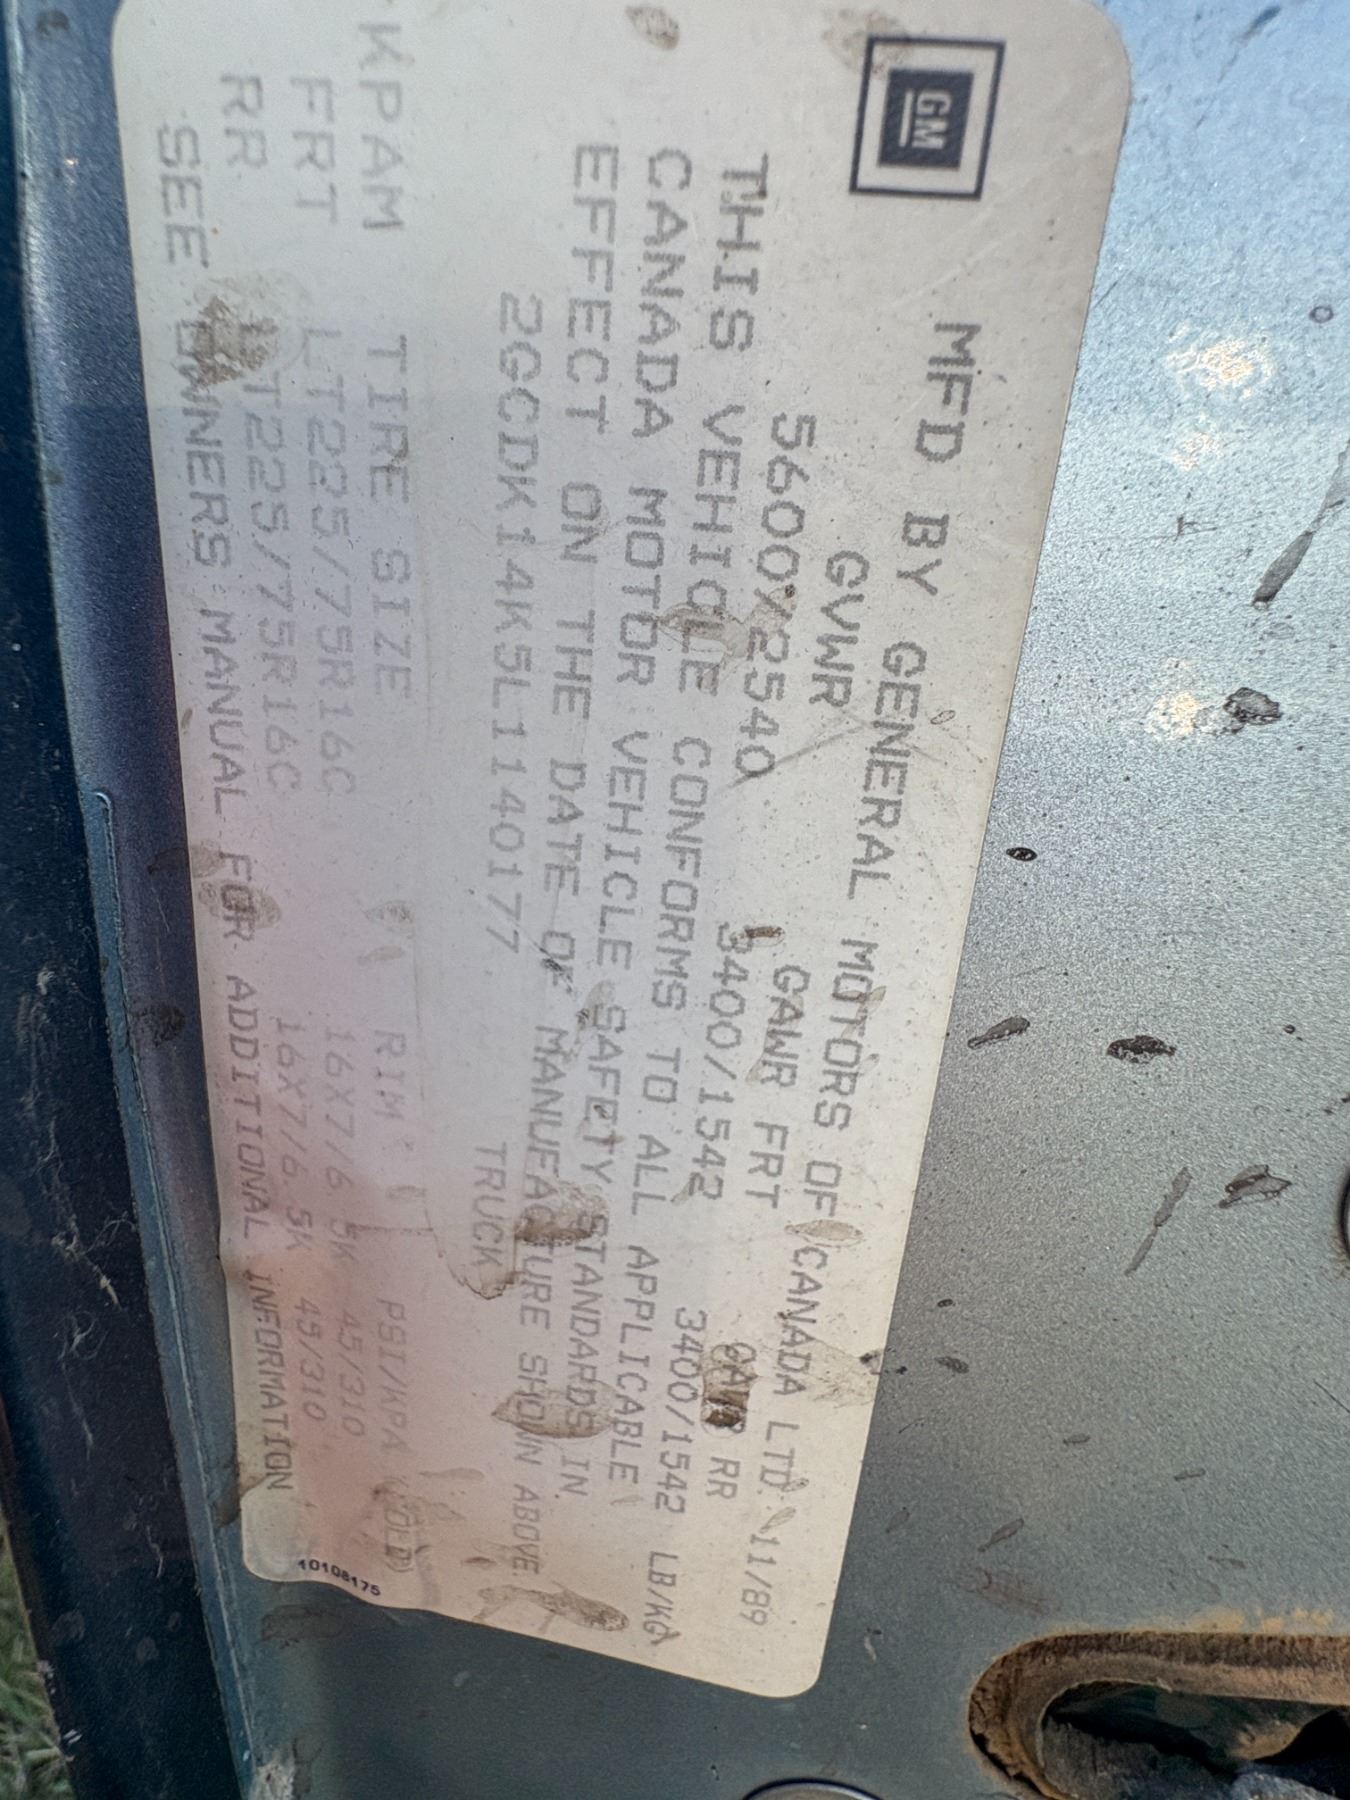 GM
MFD BY GENERAL MOTORS OF CANADA LTD. 11/89
GVWR GAWR FRT GAWR RR
5600/2540 3400/1542 3400/1542 LB/KG
THIS VEHICLE CONFORMS TO ALL APPLICABLE
CANADA MOTOR VEHICLE SAFETY STANDARDS IN
EFFECT ON THE DATE OF MANUFACTURE SHOWN ABOVE.
2GCDK14K5L1140177 TRUCK
KPAM TIRE SIZE RIM PSI/KPA (COLD)
FRT LT225/75R16C 16X7/6.5K 45/310
RR LT225/75R16C 16X7/6.5K 45/310
SEE OWNERS MANUAL FOR ADDITIONAL INFORMATION
10108175